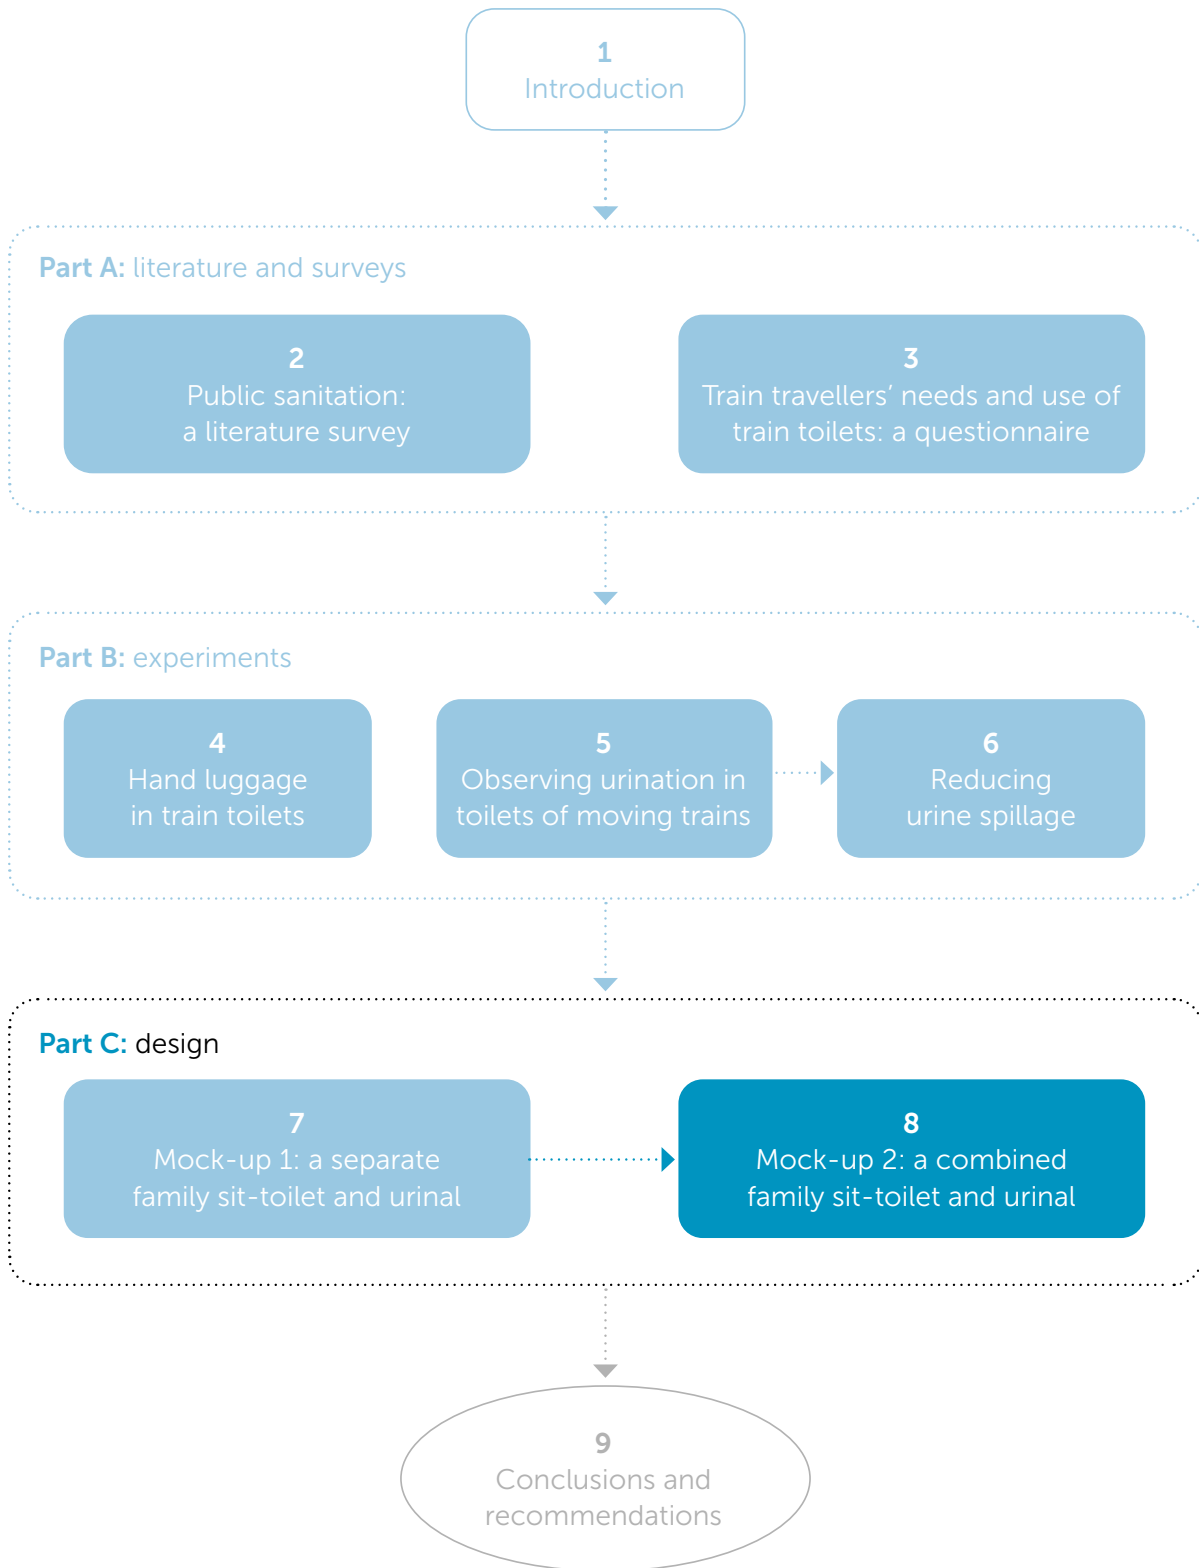 1
Introduction
Part A: literature and surveys
2
Public sanitation:
a literature survey
3
Train travellers’ needs and use of
train toilets: a questionnaire
Part B: experiments
4
Hand luggage
in train toilets
5
Observing urination in
toilets of moving trains
6
Reducing
urine spillage
Part C: design
7
Mock-up 1: a separate
family sit-toilet and urinal
8
Mock-up 2: a combined
family sit-toilet and urinal
9
Conclusions and
recommendations